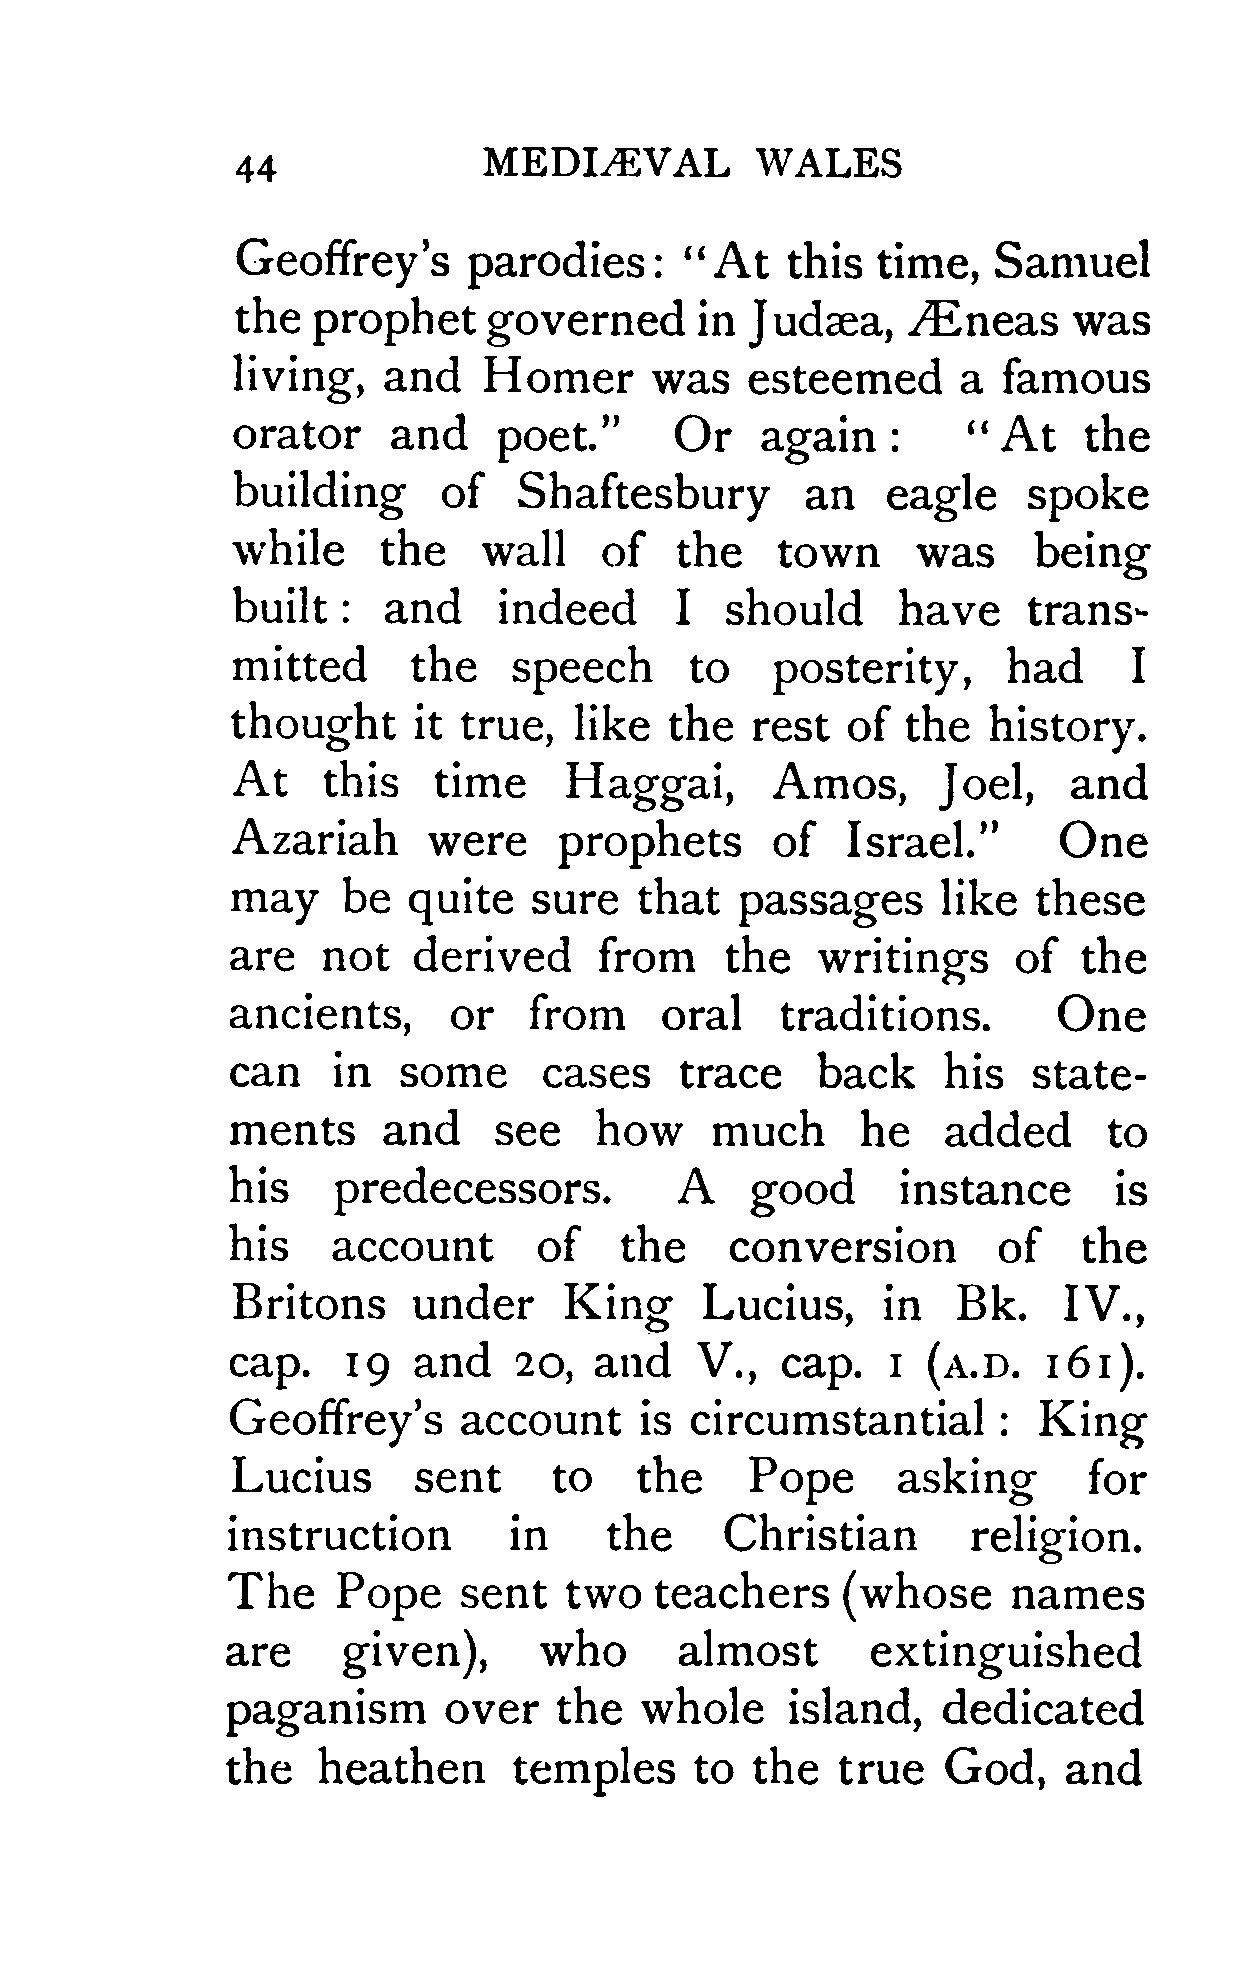 44 MEDIÆVAL WALES
Geoffrey's parodies: "At this time, Samuel
the prophet governed in Judæa, Æneas was
living, and Homer was esteemed a famous
orator and poet." Or again : "At the
building of Shaftesbury an eagle spoke
while the wall of the town was being
built : and indeed I should have trans-
mitted the speech to posterity, had I
thought it true, like the rest of the history.
At this time Haggai, Amos, Joel, and
Azariah were prophets of Israel." One
may be quite sure that passages like these
are not derived from the writings of the
ancients, or from oral traditions. One
can in some cases trace back his state-
ments and see how much he added to
his predecessors. A good instance is
his account of the conversion of the
Britons under King Lucius, in Bk. IV.,
cap. 19 and 20, and V., cap. 1 (A.D. 161).
Geoffrey's account is circumstantial : King
Lucius sent to the Pope asking for
instruction in the Christian religion.
The Pope sent two teachers (whose names
are given), who almost extinguished
paganism over the whole island, dedicated
the heathen temples to the true God, and